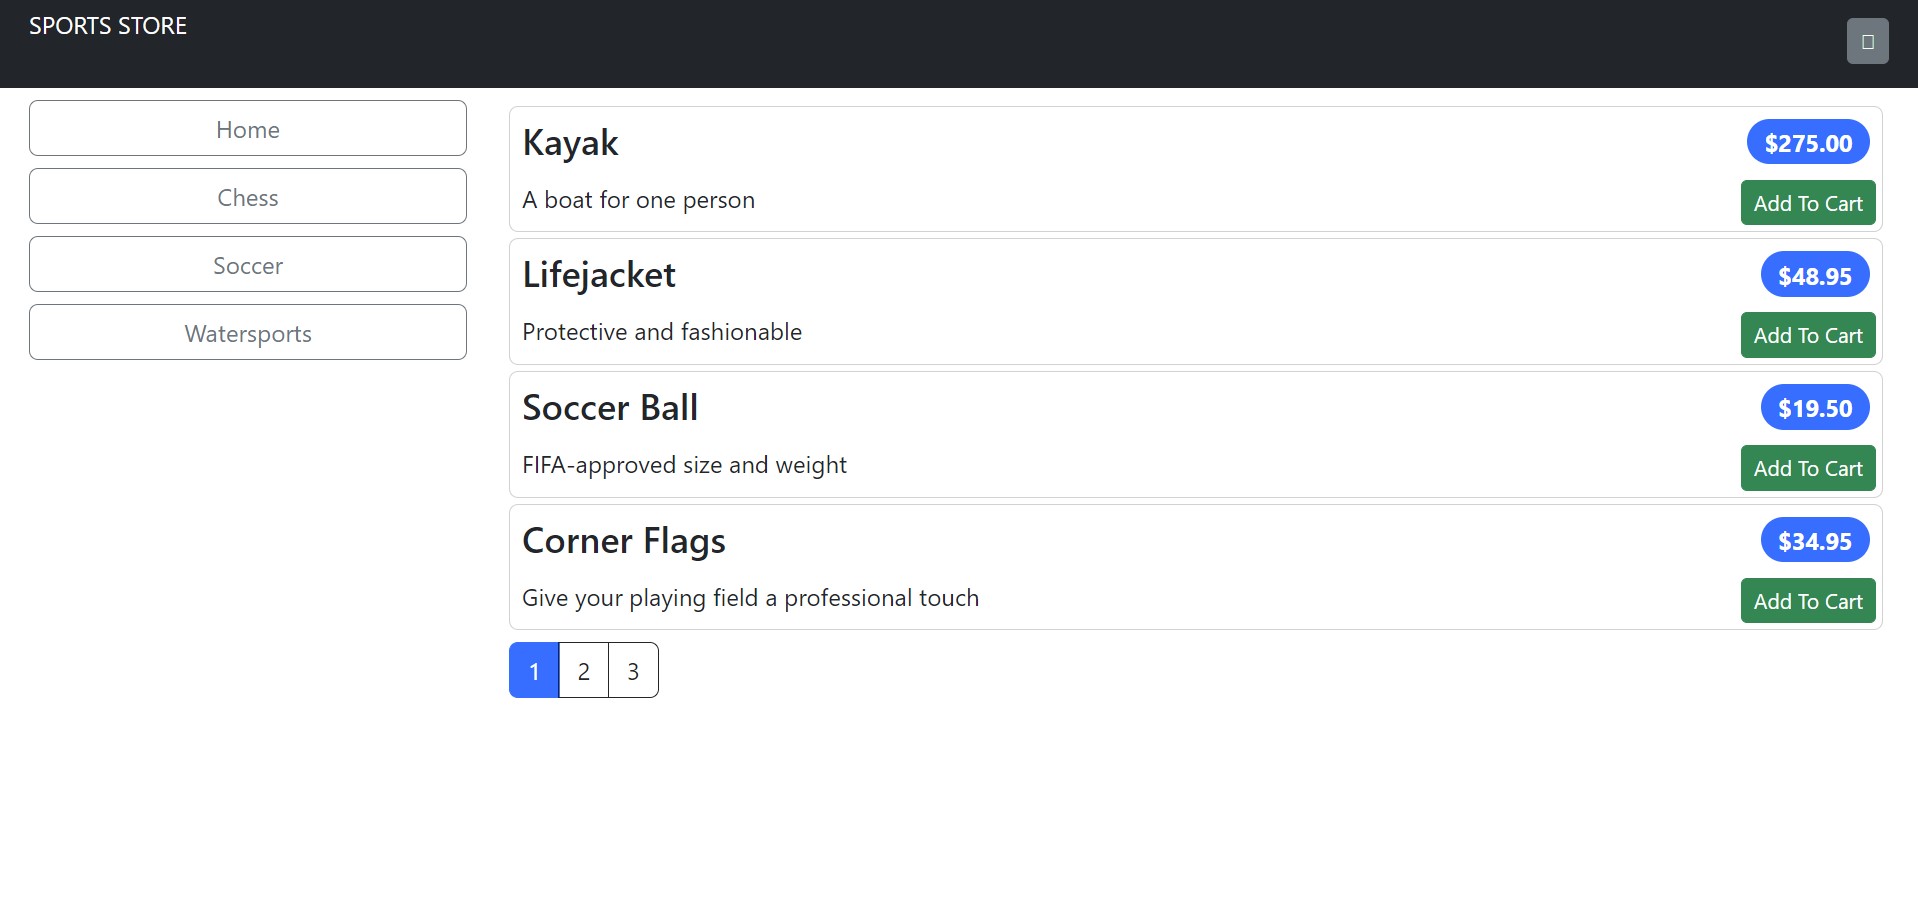 SPORTS STORE
Home
Chess
Soccer
Watersports
Kayak
$275.00
A boat for one person
Add To Cart
Lifejacket
$48.95
Protective and fashionable
Add To Cart
Soccer Ball
$19.50
FIFA-approved size and weight
Add To Cart
Corner Flags
$34.95
Give your playing field a professional touch
Add To Cart
1 2 3